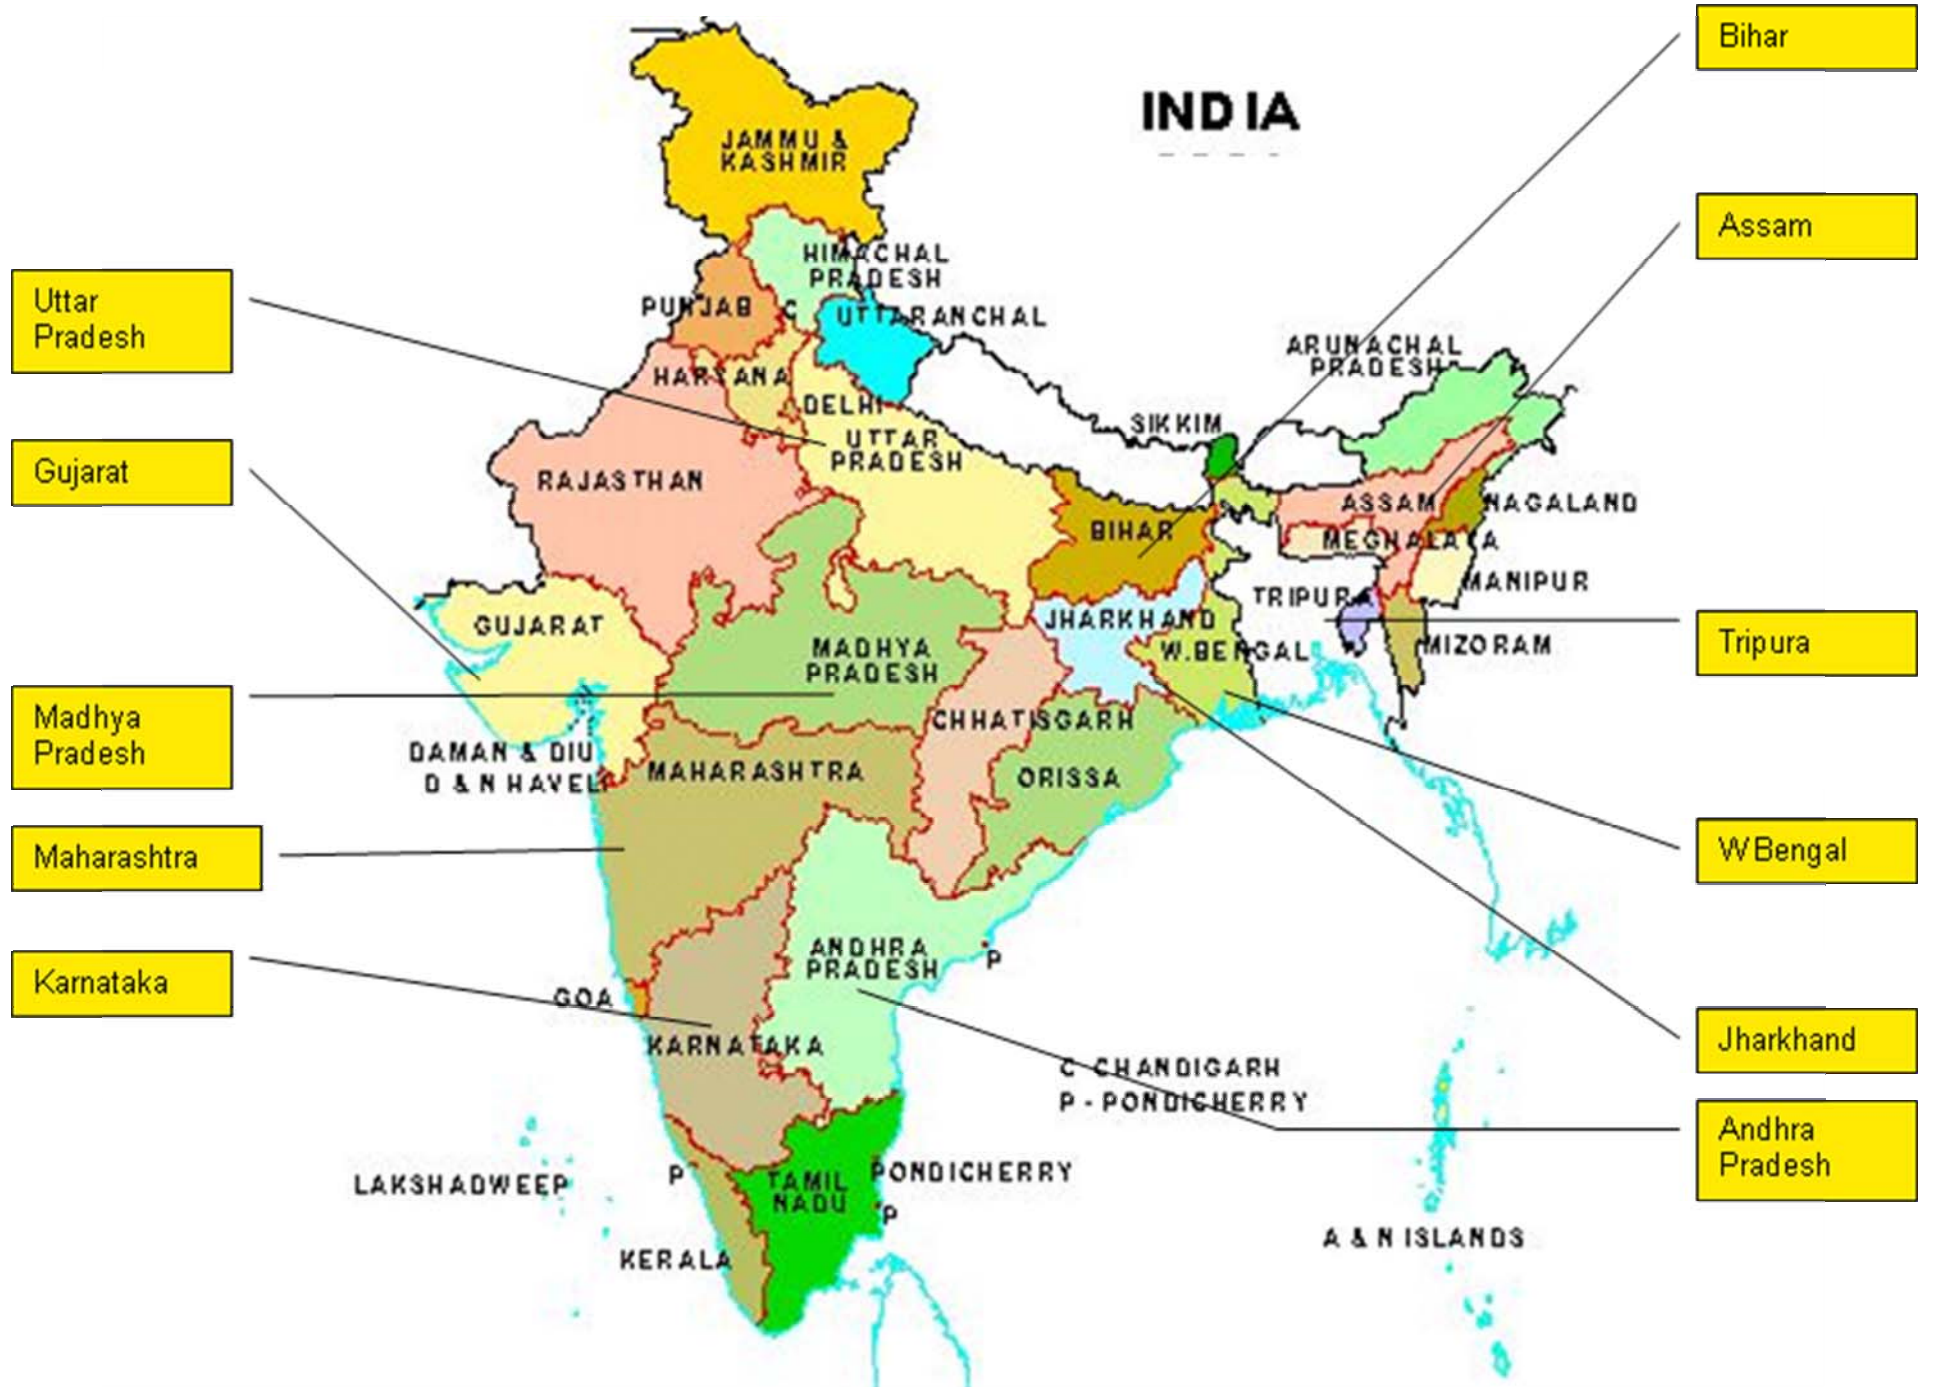 Bihar
INDIA
JAMMU &
KASHMIR
Assam
HIMACHAL
PRADESH
Uttar
Pradesh
PUNJAB
C
UTTARANCHAL
ARUNACHAL
PRADESH
HARYANA
DELHI
SIKKIM
UTTAR
PRADESH
Gujarat
RAJASTHAN
ASSAM
NAGALAND
BIHAR
MEGHALAYA
MANIPUR
TRIPURA
GUJARAT
JHARKHAND
Tripura
MIZORAM
W.BENGAL
MADHYA
PRADESH
Madhya
Pradesh
CHHATISGARH
DAMAN & DIU
D & N HAVELI
MAHARASHTRA
ORISSA
Maharashtra
W Bengal
ANDHRA
PRADESH
P
Karnataka
GOA
KARNATAKA
Jharkhand
C-CHANDIGARH
P - PONDICHERRY
Andhra
Pradesh
P
TAMIL
NADU
PONDICHERRY
LAKSHADWEEP
P
A & N ISLANDS
KERALA